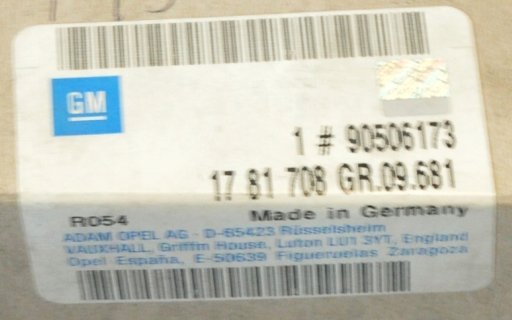 GM
1 # 90506173
17 81 708 GR.09.681
R054 Made in Germany
ADAM OPEL AG - D-65423 Rüsselsheim
VAUXHALL, Griffin House, Luton LU1 3YT, England
Opel España, E-50639 Figueruelas Zaragoza